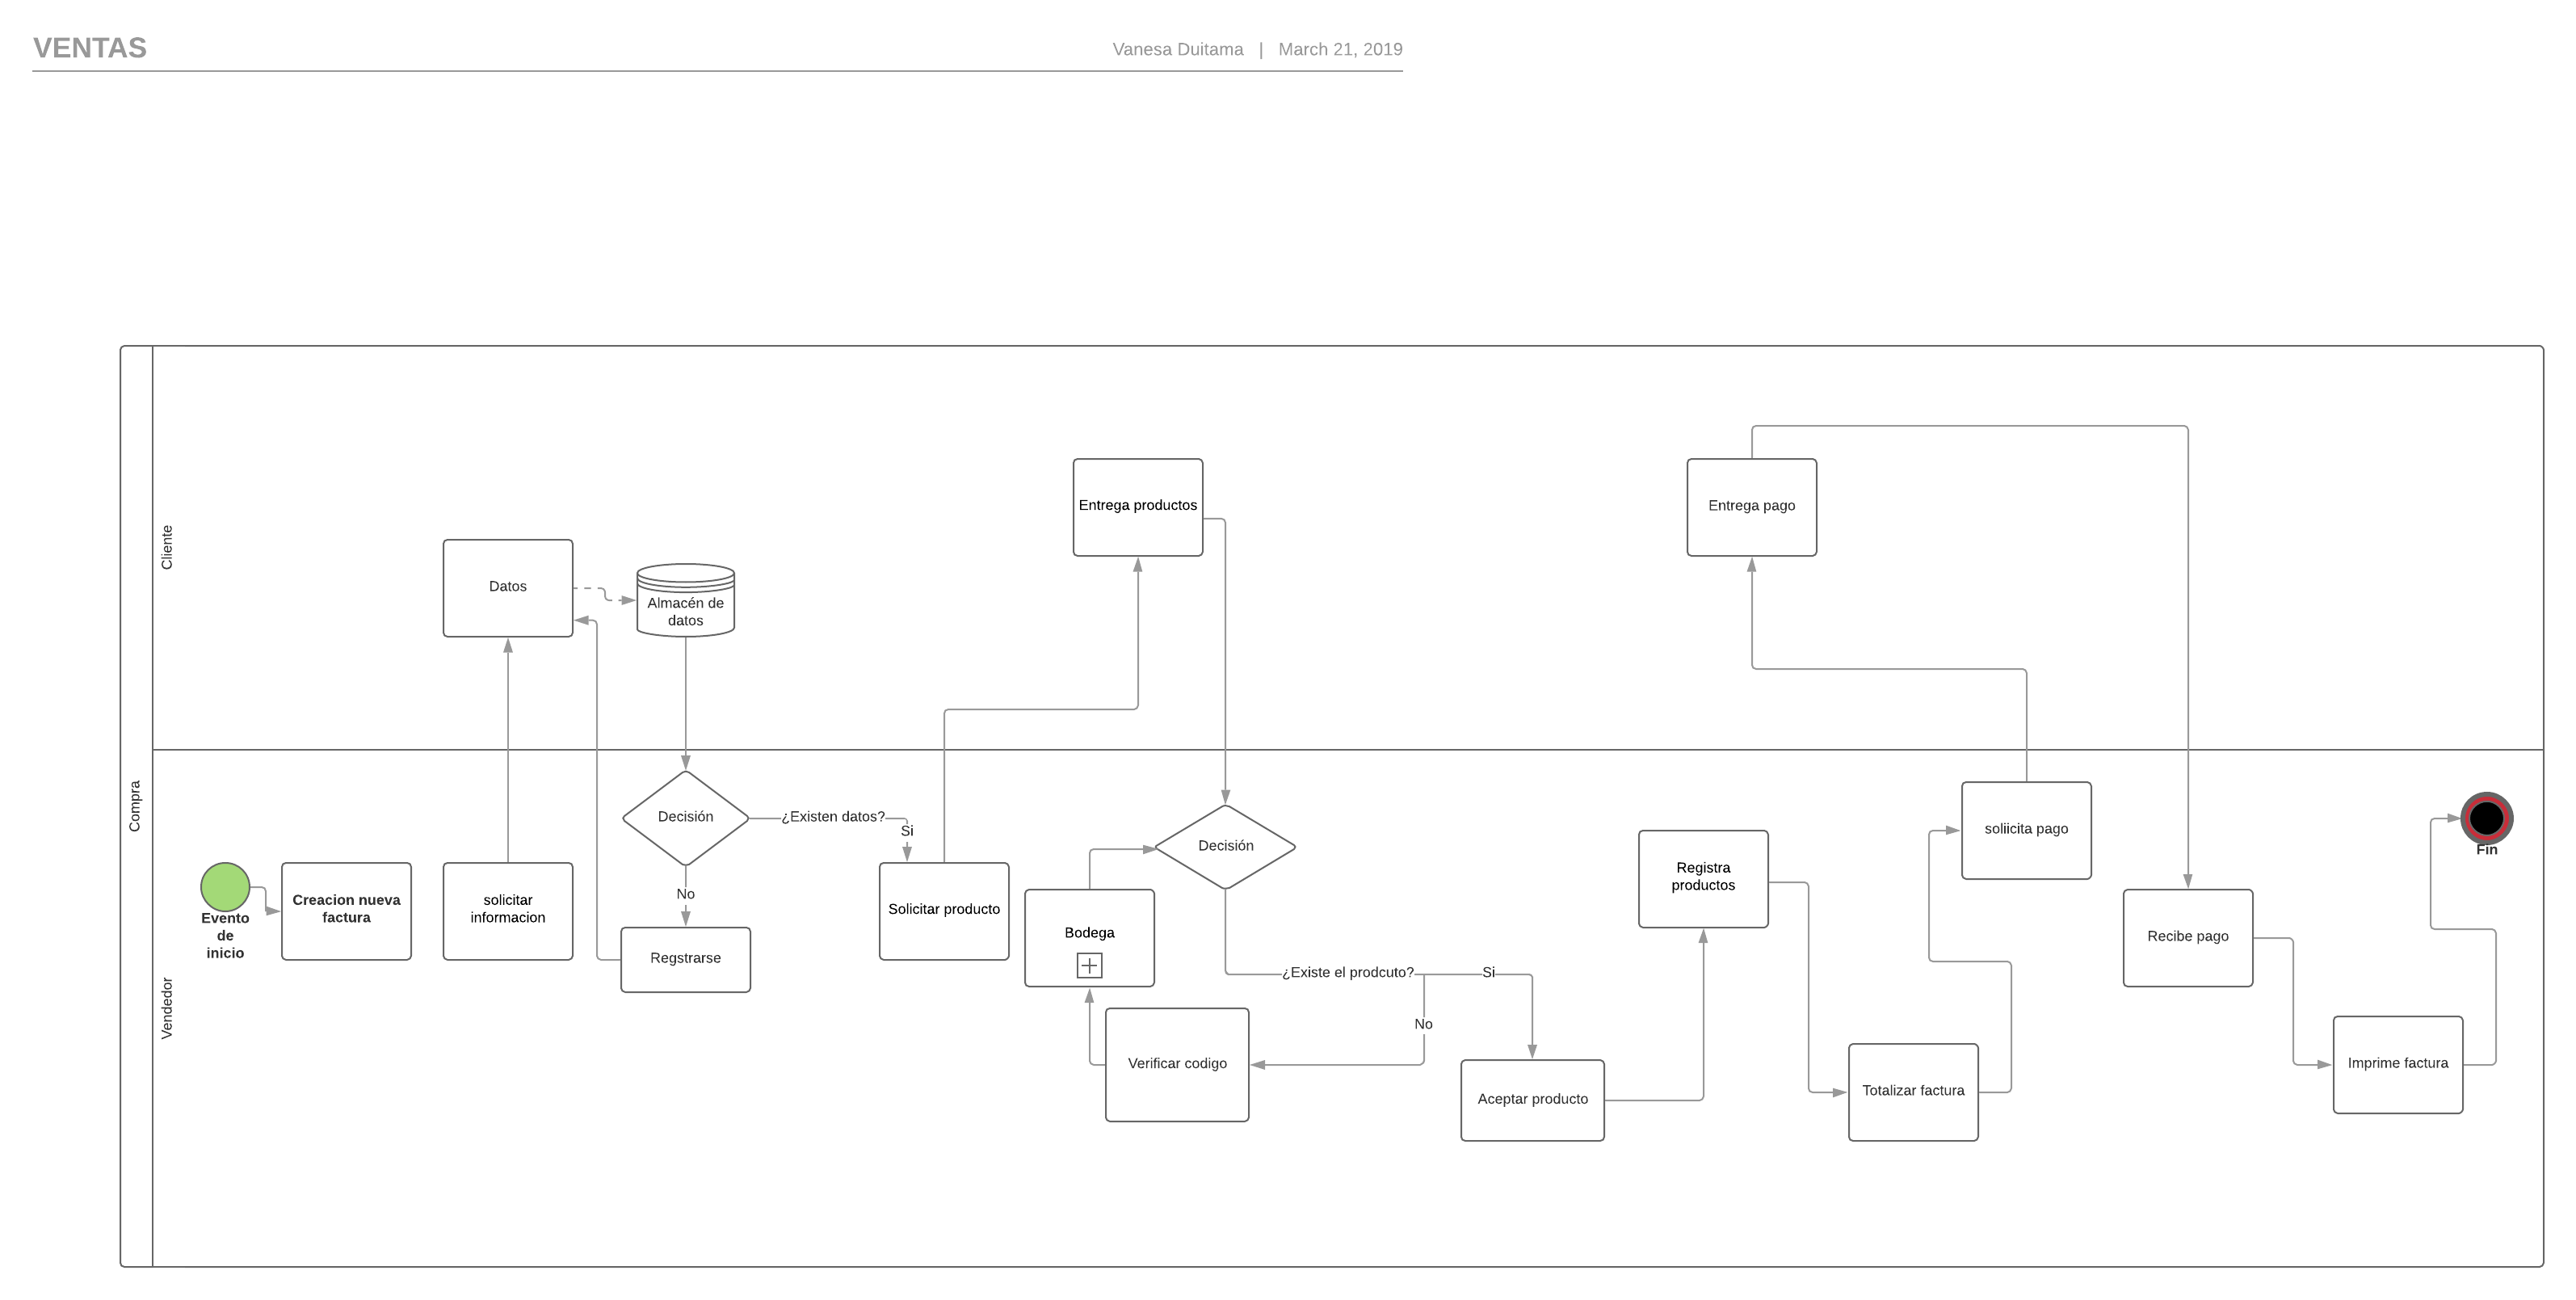 VENTAS
Vanesa Duitama | March 21, 2019
Compra
Cliente
Vendedor
Entrega productos
Entrega pago
Datos
Almacén de
datos
Decisión
¿Existen datos?
Si
No
Regstrarse
Evento
de
inicio
Creacion nueva
factura
solicitar
informacion
Solicitar producto
Bodega
Decisión
¿Existe el prodcuto?
Si
No
Verificar codigo
Aceptar producto
Registra
productos
Totalizar factura
soliicita pago
Recibe pago
Imprime factura
Fin